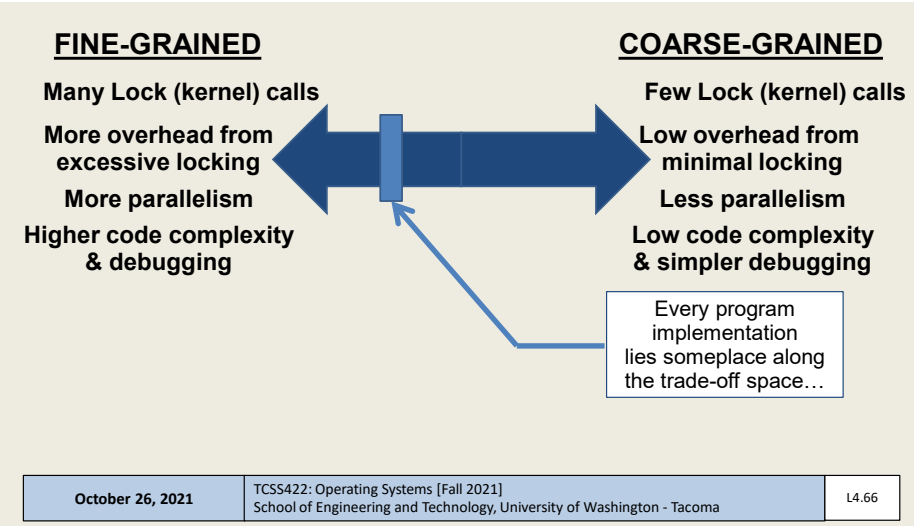 FINE-GRAINED
Many Lock (kernel) calls
More overhead from
excessive locking
More parallelism
Higher code complexity
& debugging
COARSE-GRAINED
Few Lock (kernel) calls
Low overhead from
minimal locking
Less parallelism
Low code complexity
& simpler debugging
Every program
implementation
lies someplace along
the trade-off space…
October 26, 2021
TCSS422: Operating Systems [Fall 2021]
School of Engineering and Technology, University of Washington - Tacoma
L4.66